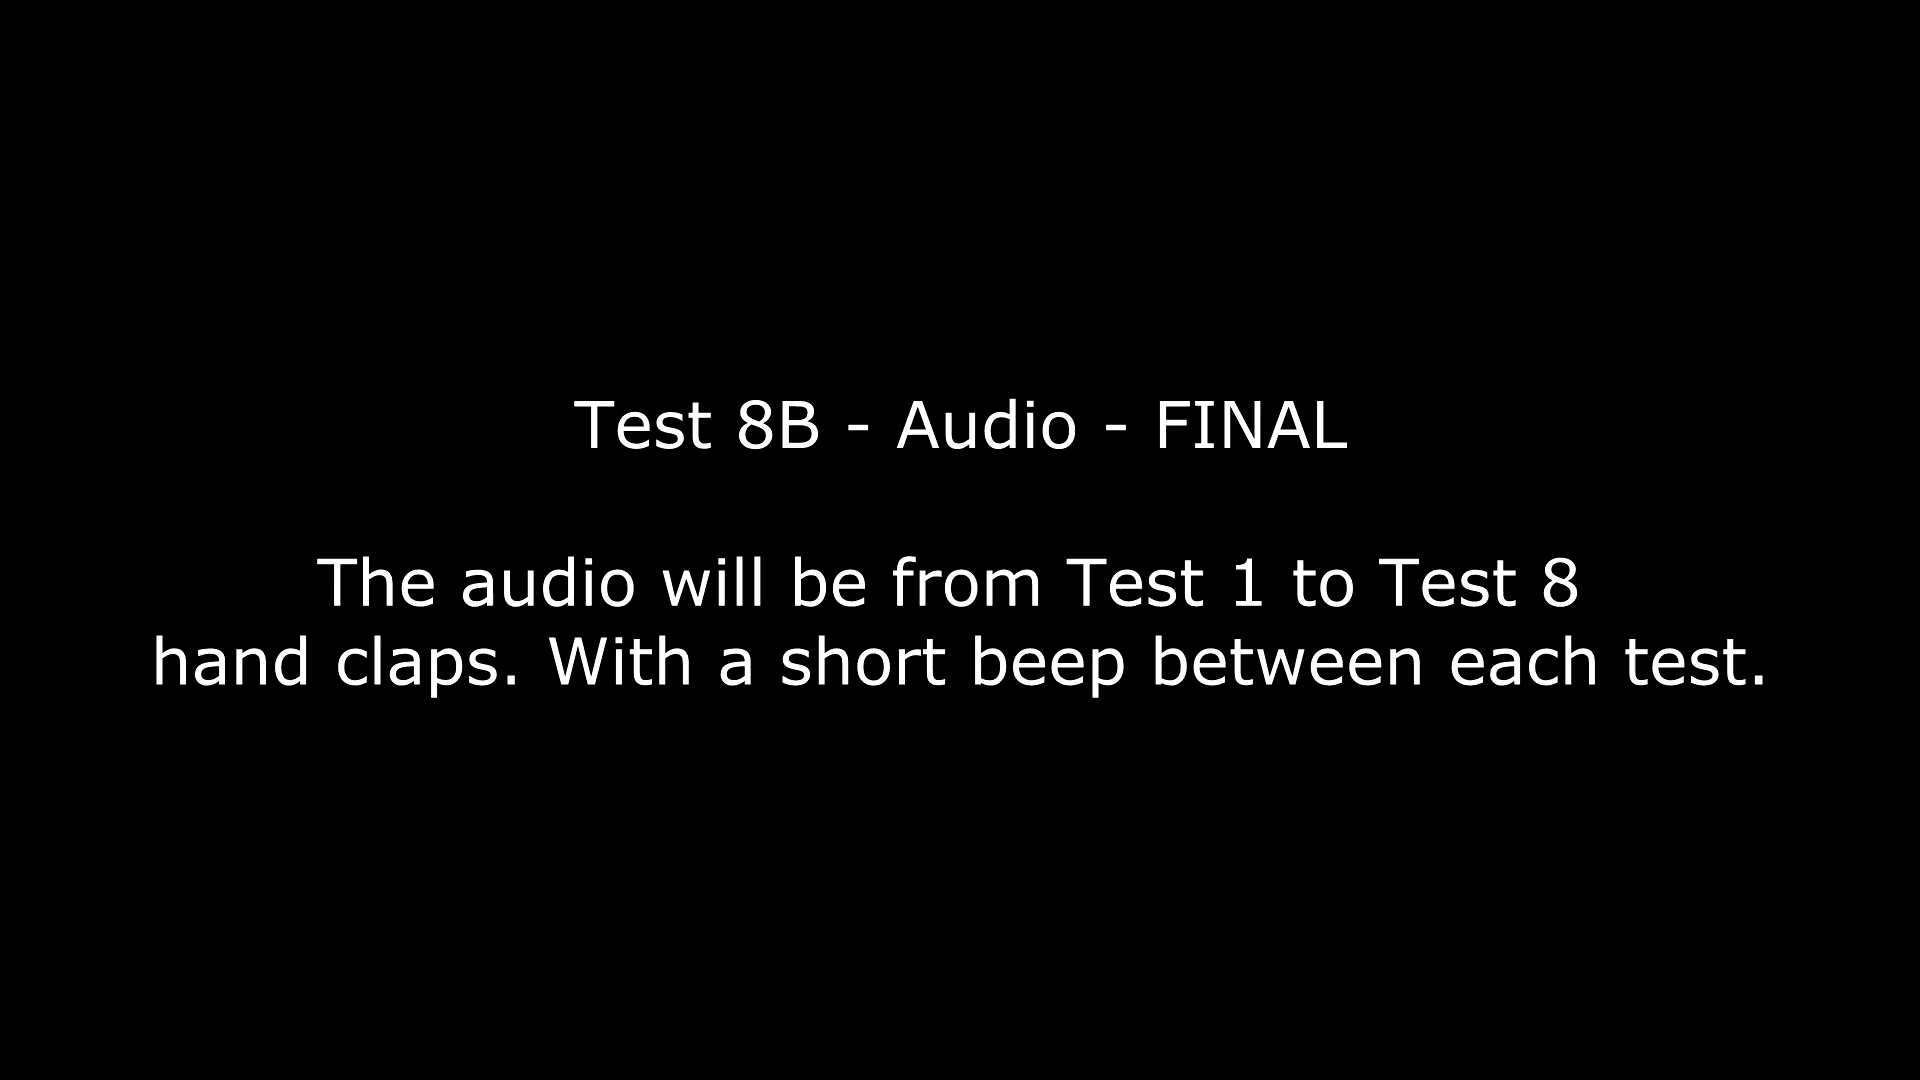 Test 8B - Audio - FINAL
The audio will be from Test 1 to Test 8
hand claps. With a short beep between each test.